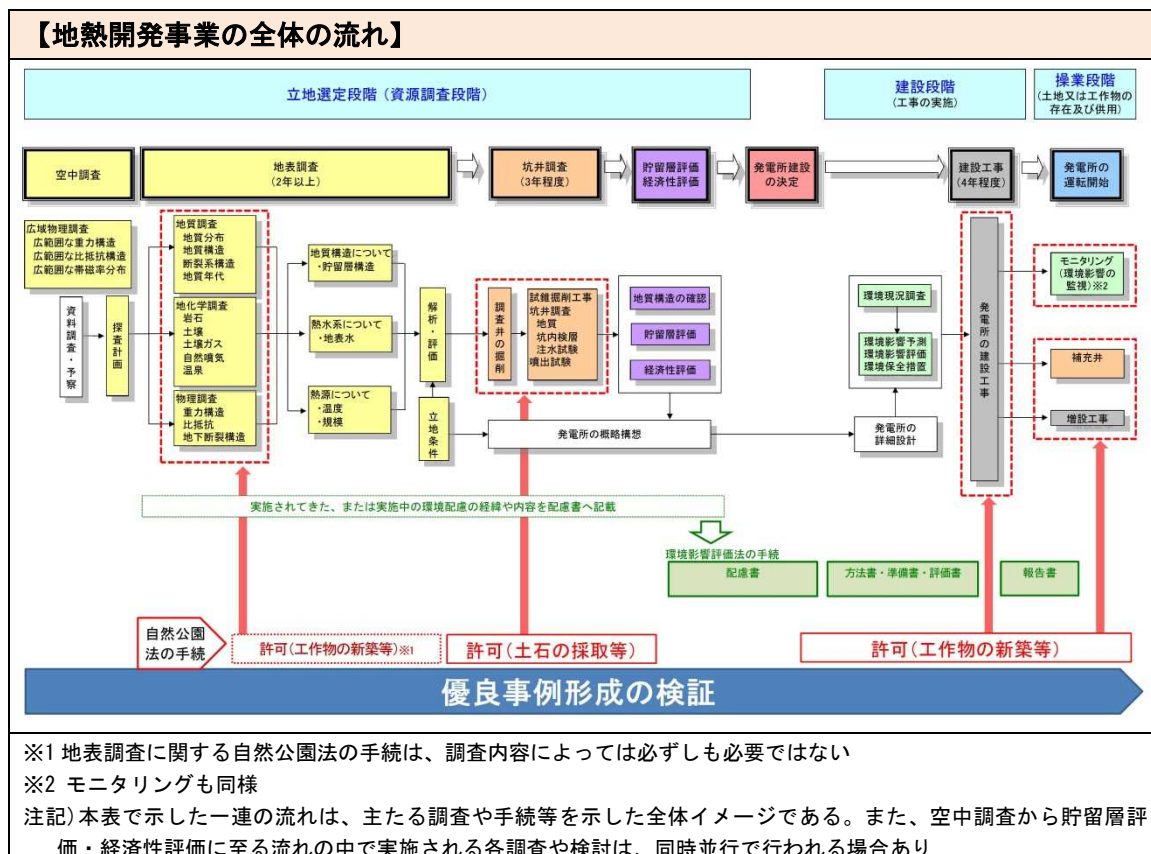 【地熱開発事業の全体の流れ】
立地選定段階（資源調査段階）
建設段階
（工事の実施）
操業段階
（土地又は工作物の
存在及び供用）
空中調査
地表調査
（2年以上）
坑井調査
（3年程度）
貯留層評価
経済性評価
発電所建設
の決定
建設工事
（4年程度）
発電所の
運転開始
広域物理調査
広範囲な重力構造
広範囲な比抵抗構造
広範囲な帯磁率分布
資料調査・予察
探査計画
地質調査
地質分布
地質構造
断裂系構造
地質年代
地化学調査
岩石
土壌
土壌ガス
自然噴気
温泉
物理調査
重力構造
比抵抗
地下断裂構造
地質構造について
・貯留層構造
熱水系について
・地表水
熱源について
・温度
・規模
解析・評価
立地条件
調査井の掘削
試錐掘削工事
坑井調査
地質
坑内検層
注水試験
噴出試験
地質構造の確認
貯留層評価
経済性評価
発電所の概略構想
環境現況調査
環境影響予測
環境影響評価
環境保全措置
発電所の
詳細設計
発電所の建設工事
モニタリング
（環境影響の
監視）※2
補充井
増設工事
実施されてきた、または実施中の環境配慮の経緯や内容を配慮書へ記載
環境影響評価法の手続
配慮書
方法書・準備書・評価書
報告書
自然公園
法の手続
許可（工作物の新築等）※1
許可（土石の採取等）
許可（工作物の新築等）
優良事例形成の検証
※1 地表調査に関する自然公園法の手続は、調査内容によっては必ずしも必要ではない
※2 モニタリングも同様
注記）本表で示した一連の流れは、主たる調査や手続等を示した全体イメージである。また、空中調査から貯留層評
価・経済性評価に至る流れの中で実施される各調査や検討は、同時並行で行われる場合あり